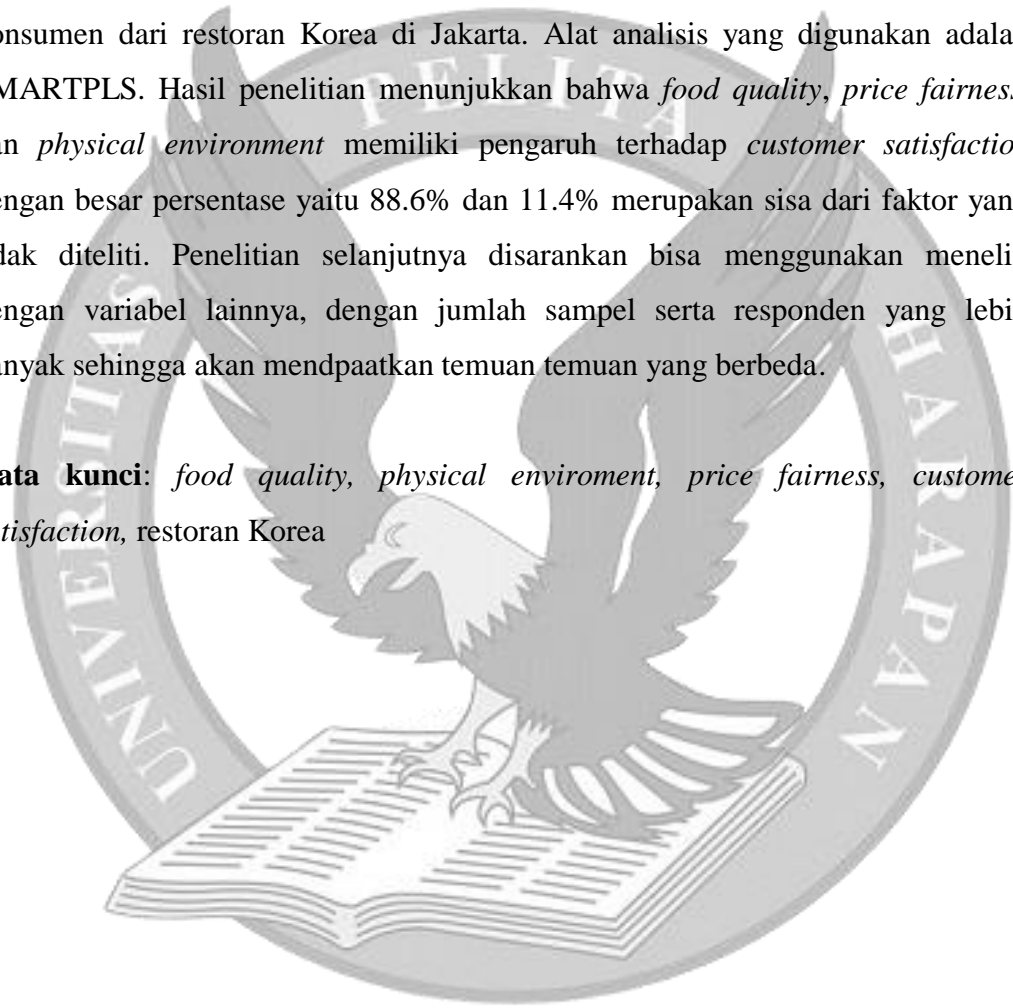 onsumen dari restoran Korea di Jakarta. Alat analisis yang digunakan adala
MARTPLS. Hasil penelitian menunjukkan bahwa food quality, price fairness
an physical environment memiliki pengaruh terhadap customer satisfactio
engan besar persentase yaitu 88.6% dan 11.4% merupakan sisa dari faktor yan
dak diteliti. Penelitian selanjutnya disarankan bisa menggunakan meneli
engan variabel lainnya, dengan jumlah sampel serta responden yang lebi
anyak sehingga akan mendpaatkan temuan temuan yang berbeda.
ata kunci: food quality, physical enviroment, price fairness, custome
tisfaction, restoran Korea
UNIVERSITAS PELITA HARAPAN